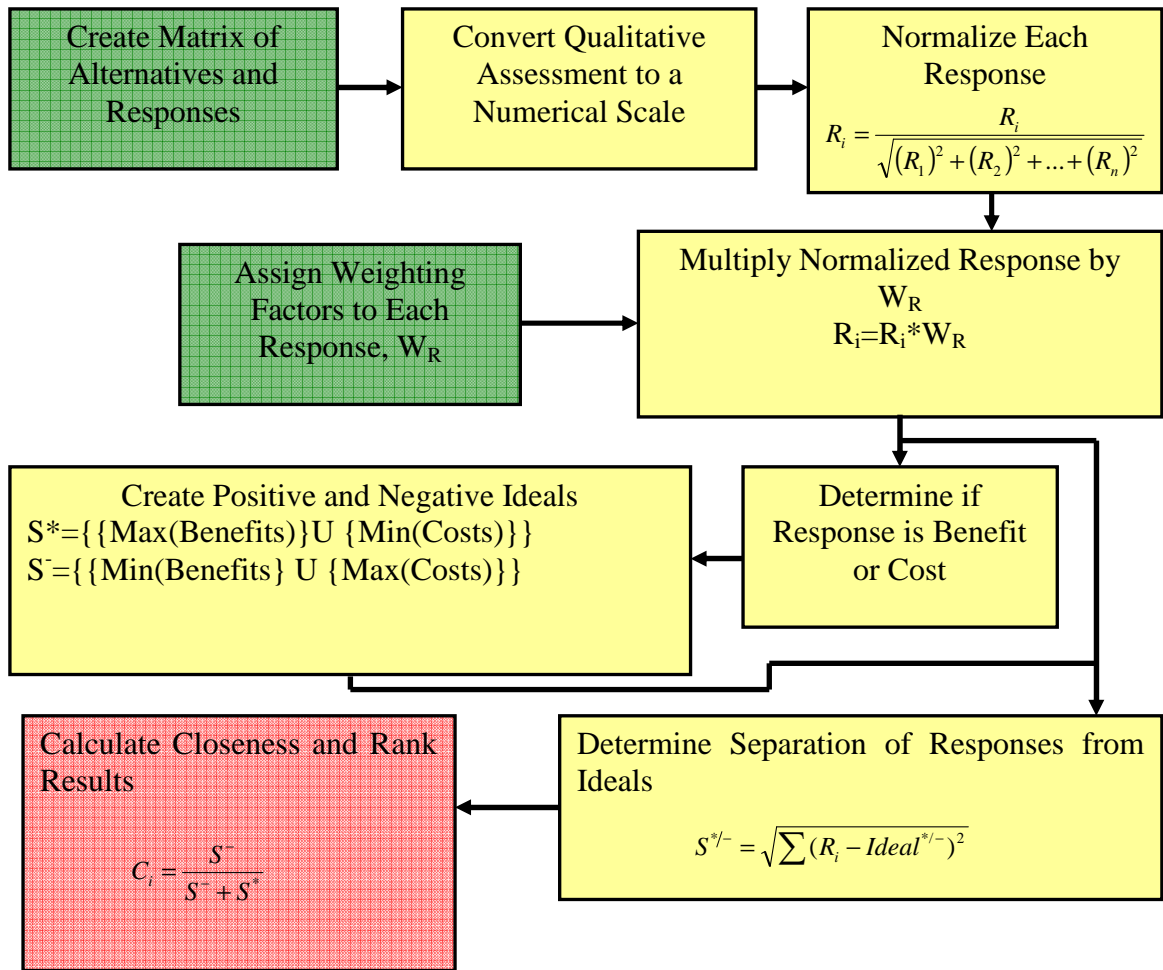 Create Matrix of
Alternatives and
Responses
Convert Qualitative
Assessment to a
Numerical Scale
Normalize Each
Response
R_i = R_i / √((R_1)^2 + (R_2)^2 + ... + (R_n)^2)
Assign Weighting
Factors to Each
Response, W_R
Multiply Normalized Response by
W_R
R_i=R_i*W_R
Create Positive and Negative Ideals
S*={{Max(Benefits)}U {Min(Costs)}}
S^-={{Min(Benefits} U {Max(Costs)}}
Determine if
Response is Benefit
or Cost
Calculate Closeness and Rank
Results
C_i = S^- / (S^- + S^*)
Determine Separation of Responses from
Ideals
S^*/- = √(∑(R_i − Ideal^*/-)^2)